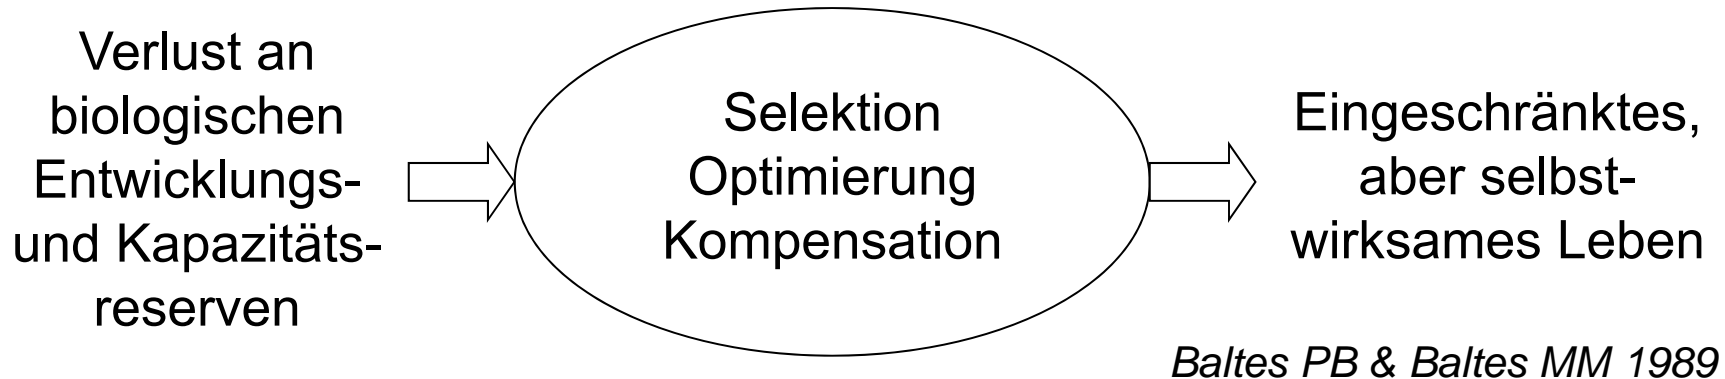 Verlust an
biologischen
Entwicklungs-
und Kapazitäts-
reserven
Selektion
Optimierung
Kompensation
Eingeschränktes,
aber selbst-
wirksames Leben
Baltes PB & Baltes MM 1989